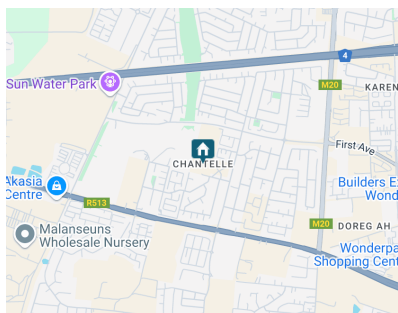 4
Sun Water Park
M20
KAREN
First Ave
CHANTELLE
Akasia
Centre
Builders E
Wond
R513
M20
DOREG AH
Malanseuns
Wholesale Nursery
Wonderpa
Shopping Cent